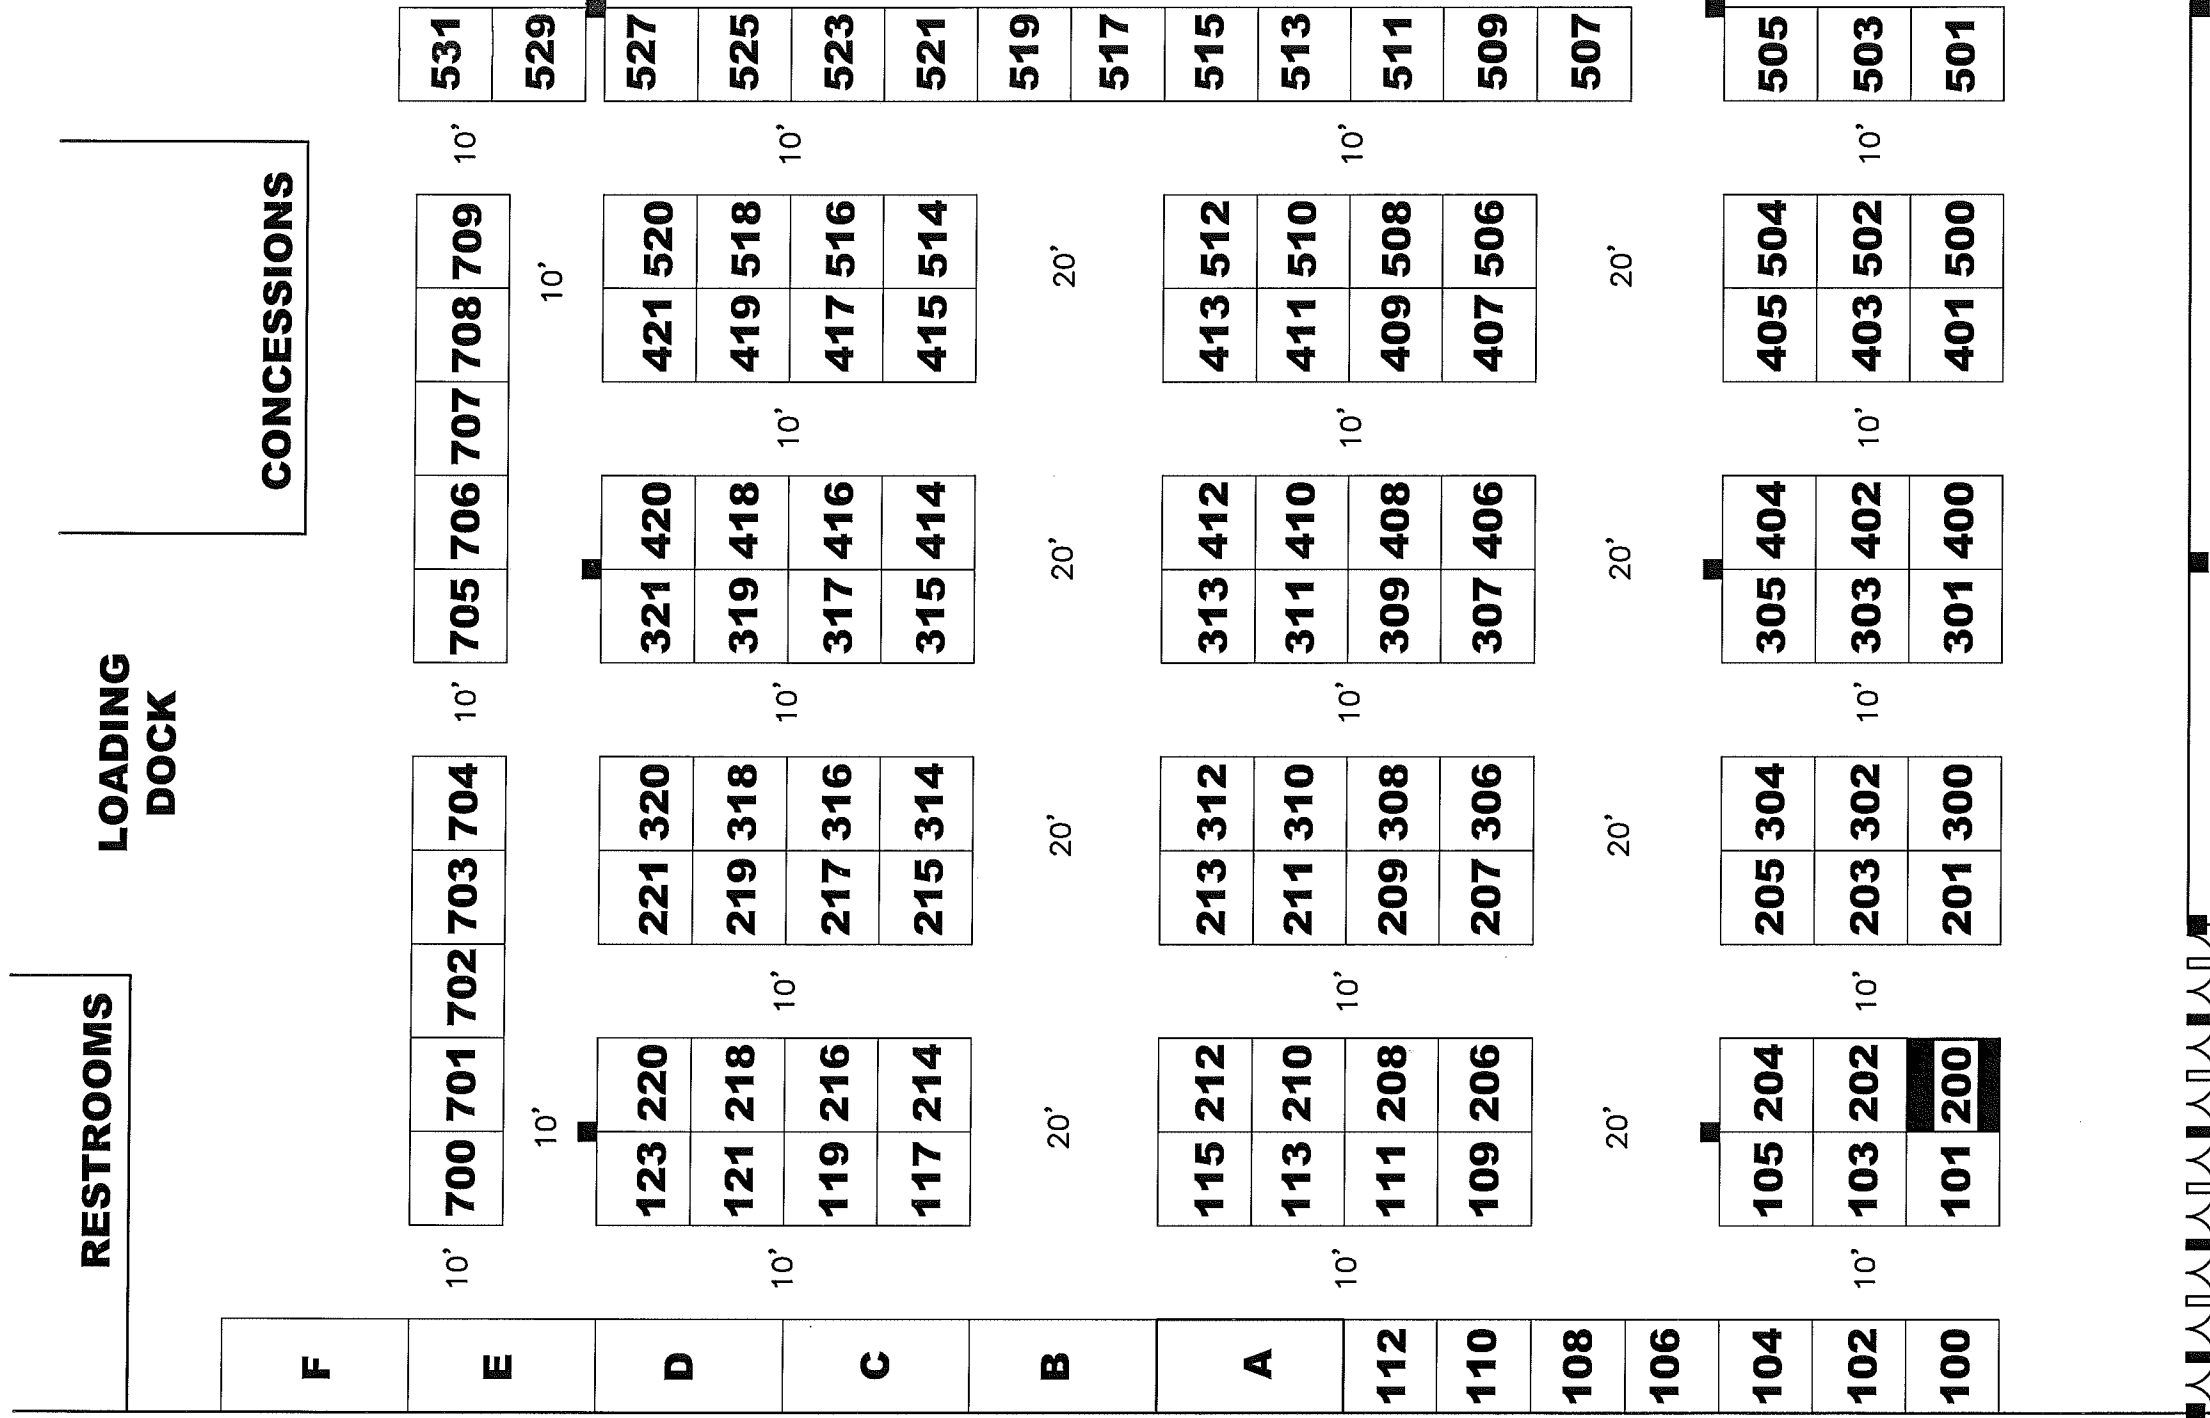 RESTROOMS
LOADING
DOCK
CONCESSIONS
F
10' 700 701 702 703 704 10' 705 706 707 708 709 10' 531
E
10' 10' 529
D 123 220 221 320 321 420 421 520 527
121 218 219 318 319 418 419 518 525
10' 10' 10' 10' 10'
119 216 217 316 317 416 417 516 523
C
117 214 215 314 315 414 415 514 521
519
B 20' 20' 20' 20'
517
115 212 213 312 313 412 413 512 515
A
113 210 211 310 311 410 411 510 513
10' 10' 10' 10' 10'
112 111 208 209 308 309 408 409 508 511
110 109 206 207 306 307 406 407 506 509
108 507
20' 20' 20' 20'
106
104 105 204 205 304 305 404 405 504 505
102 103 202 203 302 303 402 403 502 503
10' 10' 10' 10' 10'
100 101 200 201 300 301 400 401 500 501